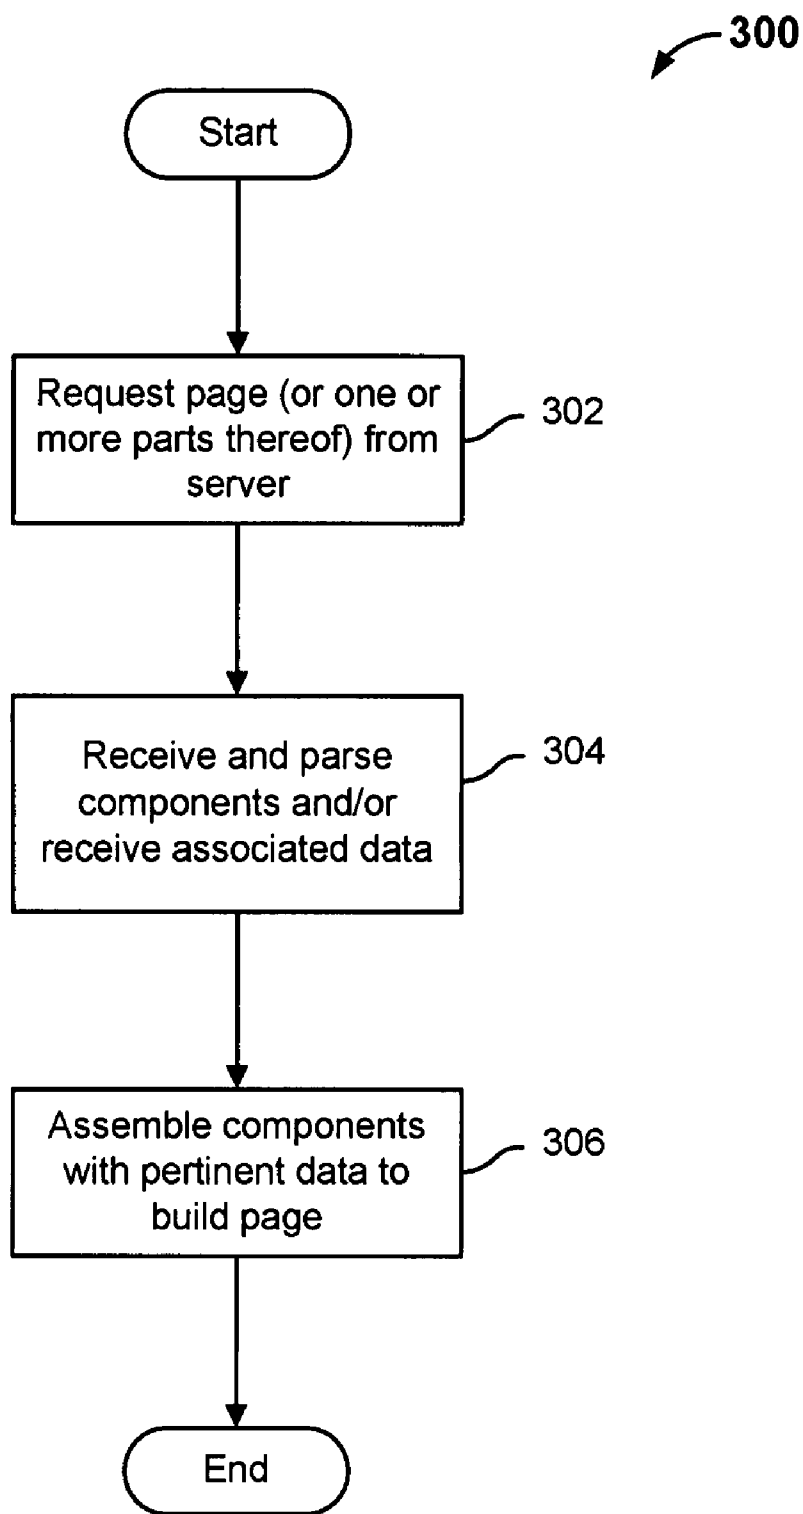 300
Start
Request page (or one or
more parts thereof) from
server
302
Receive and parse
components and/or
receive associated data
304
Assemble components
with pertinent data to
build page
306
End